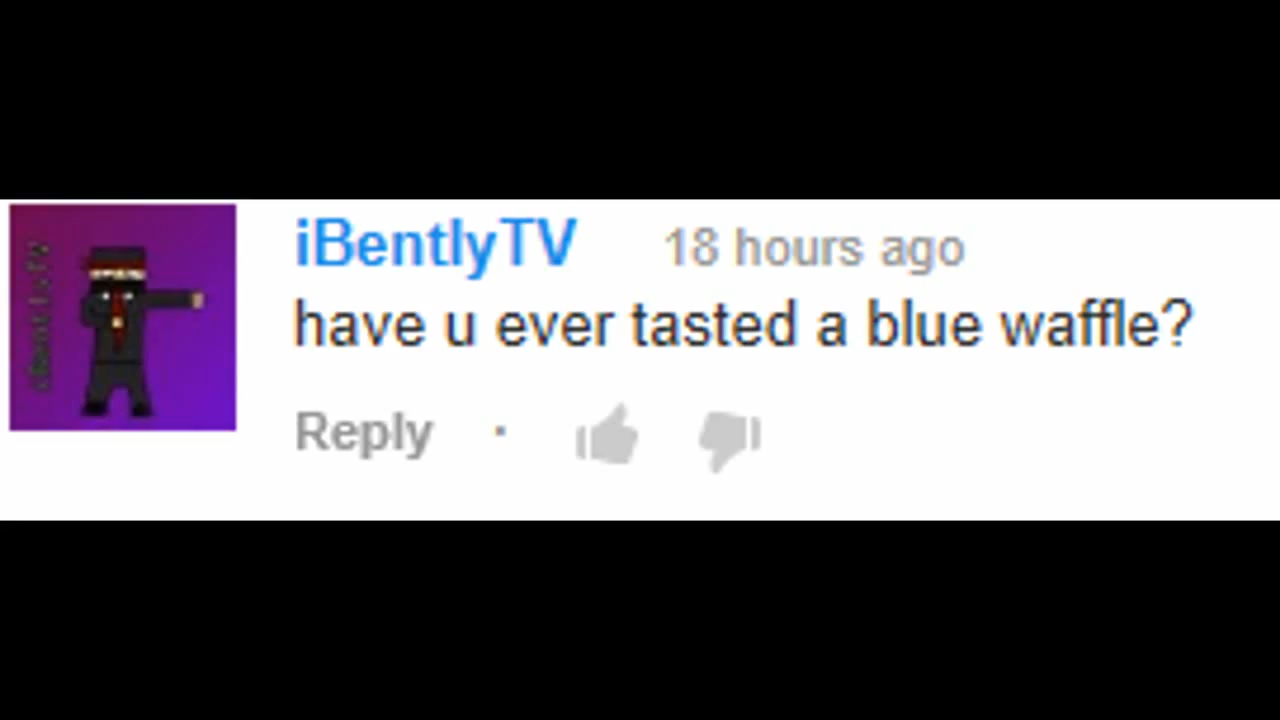 iBentlyTV 18 hours ago
have u ever tasted a blue waffle?
Reply ·